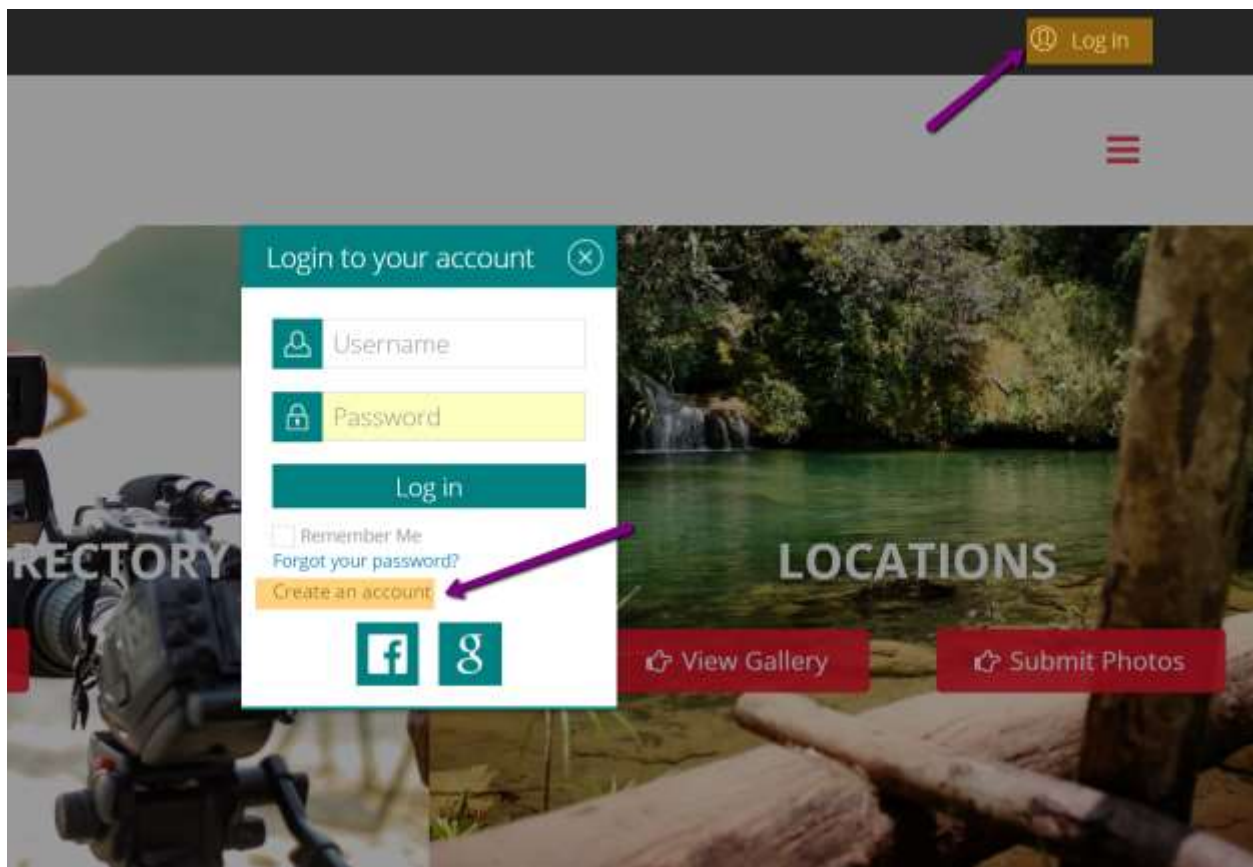 Log in
Login to your account
Username
Password
Log in
Remember Me
Forgot your password?
Create an account
RECTORY
LOCATIONS
View Gallery
Submit Photos